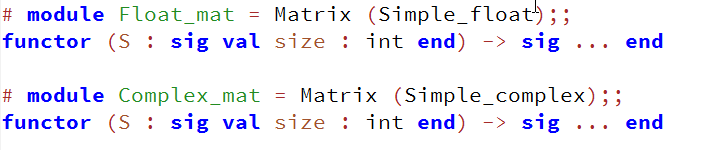 # module Float_mat = Matrix (Simple_float);;
functor (S : sig val size : int end) -> sig ... end
# module Complex_mat = Matrix (Simple_complex);;
functor (S : sig val size : int end) -> sig ... end